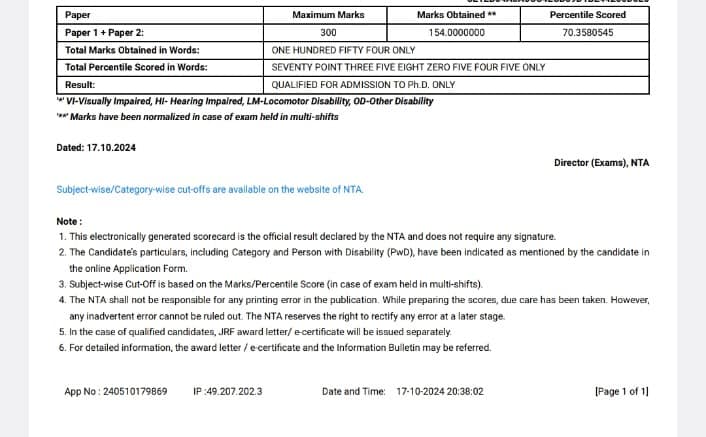 Paper Maximum Marks Marks Obtained ** Percentile Scored
Paper 1 + Paper 2: 300 154.0000000 70.3580545
Total Marks Obtained in Words: ONE HUNDRED FIFTY FOUR ONLY
Total Percentile Scored in Words: SEVENTY POINT THREE FIVE EIGHT ZERO FIVE FOUR FIVE ONLY
Result: QUALIFIED FOR ADMISSION TO Ph.D. ONLY
'*' VI-Visually Impaired, HI- Hearing Impaired, LM-Locomotor Disability, OD-Other Disability
'**' Marks have been normalized in case of exam held in multi-shifts
Dated: 17.10.2024
Director (Exams), NTA
Subject-wise/Category-wise cut-offs are available on the website of NTA.
Note :
1. This electronically generated scorecard is the official result declared by the NTA and does not require any signature.
2. The Candidate's particulars, including Category and Person with Disability (PwD), have been indicated as mentioned by the candidate in
the online Application Form.
3. Subject-wise Cut-Off is based on the Marks/Percentile Score (in case of exam held in multi-shifts).
4. The NTA shall not be responsible for any printing error in the publication. While preparing the scores, due care has been taken. However,
any inadvertent error cannot be ruled out. The NTA reserves the right to rectify any error at a later stage.
5. In the case of qualified candidates, JRF award letter/ e-certificate will be issued separately.
6. For detailed information, the award letter / e-certificate and the Information Bulletin may be referred.
App No : 240510179869 IP :49.207.202.3 Date and Time: 17-10-2024 20:38:02 [Page 1 of 1]